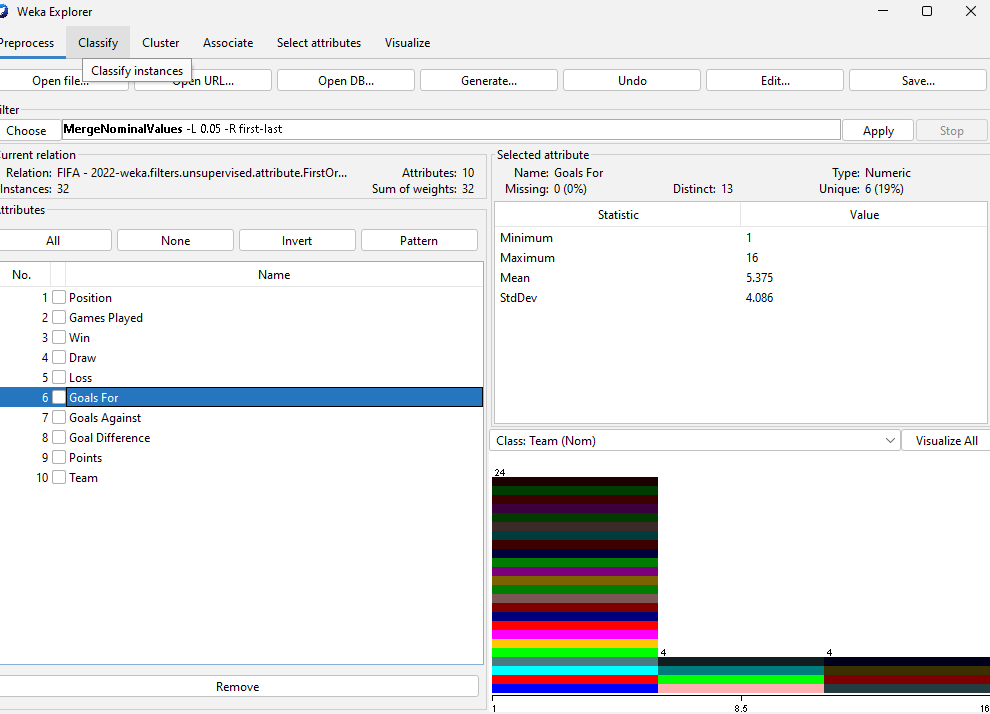 Weka Explorer
Preprocess Classify Cluster Associate Select attributes Visualize
Classify instances
Open file... Open URL... Open DB... Generate... Undo Edit... Save...
ilter
Choose MergeNominalValues -L 0.05 -R first-last Apply Stop
Current relation
Relation: FIFA - 2022-weka.filters.unsupervised.attribute.FirstOr... Attributes: 10
Instances: 32 Sum of weights: 32
Selected attribute
Name: Goals For Type: Numeric
Missing: 0 (0%) Distinct: 13 Unique: 6 (19%)
Attributes
All None Invert Pattern
No. Name
1 Position
2 Games Played
3 Win
4 Draw
5 Loss
6 Goals For
7 Goals Against
8 Goal Difference
9 Points
10 Team
Remove
Statistic Value
Minimum 1
Maximum 16
Mean 5.375
StdDev 4.086
Class: Team (Nom) Visualize All
24
4 4
1 8.5 16